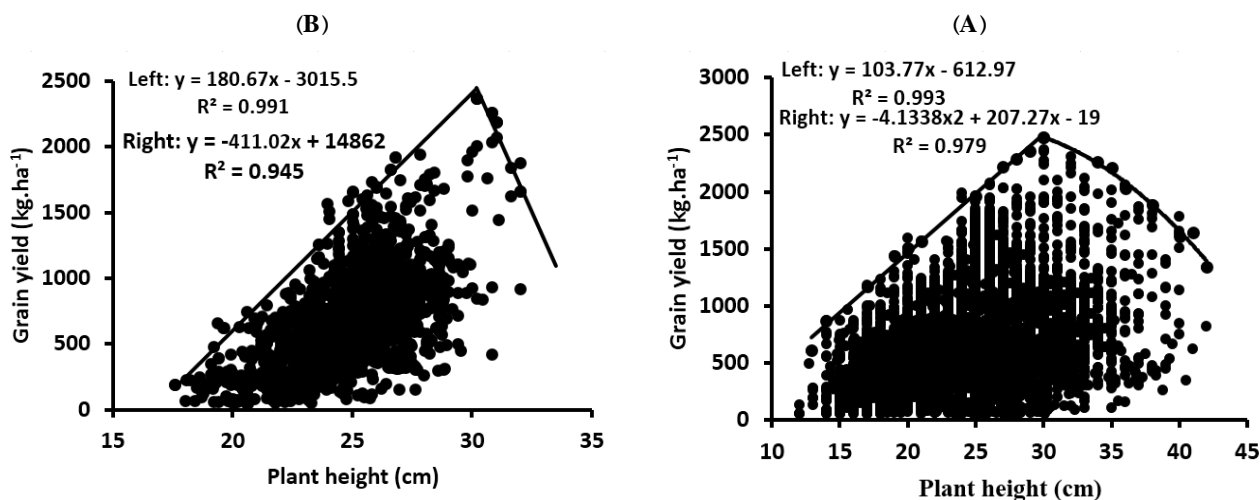 (B)
Left: y = 180.67x - 3015.5
R² = 0.991
Right: y = -411.02x + 14862
R² = 0.945
Grain yield (kg.ha⁻¹)
2500
2000
1500
1000
500
0
15 20 25 30 35
Plant height (cm)
(A)
Left: y = 103.77x - 612.97
R² = 0.993
Right: y = -4.1338x2 + 207.27x - 19
R² = 0.979
Grain yield (kg.ha⁻¹)
3000
2500
2000
1500
1000
500
0
10 15 20 25 30 35 40 45
Plant height (cm)